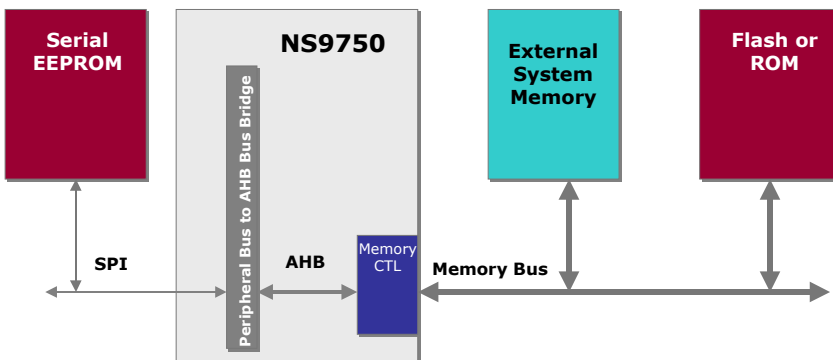 Serial
EEPROM
NS9750
External
System
Memory
Flash or
ROM
Peripheral Bus to AHB Bus Bridge
SPI
AHB
Memory
CTL
Memory Bus